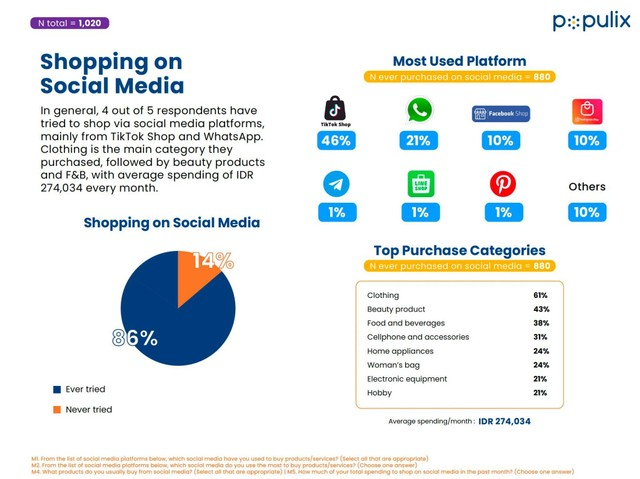 N total = 1,020
populix
Shopping on
Social Media
In general, 4 out of 5 respondents have
tried to shop via social media platforms,
mainly from TikTok Shop and WhatsApp.
Clothing is the main category they
purchased, followed by beauty products
and F&B, with average spending of IDR
274,034 every month.
Most Used Platform
N ever purchased on social media = 880
TikTok Shop
Facebook Shop
46%
21%
10%
10%
LINE SHOP
Others
1%
1%
1%
10%
Shopping on Social Media
14%
86%
Ever tried
Never tried
Top Purchase Categories
N ever purchased on social media = 880
Clothing 61%
Beauty product 43%
Food and beverages 38%
Cellphone and accessories 31%
Home appliances 24%
Woman's bag 24%
Electronic equipment 21%
Hobby 21%
Average spending/month : IDR 274,034
M1. From the list of social media platforms below, which social media have you used to buy products/services? (Select all that are appropriate)
M2. From the list of social media platforms below, which social media do you use the most to buy products/services? (Choose one answer)
M4. What products do you usually buy from social media? (Select all that are appropriate) | M5. How much of your total spending to shop on social media in the past month? (Choose one answer)